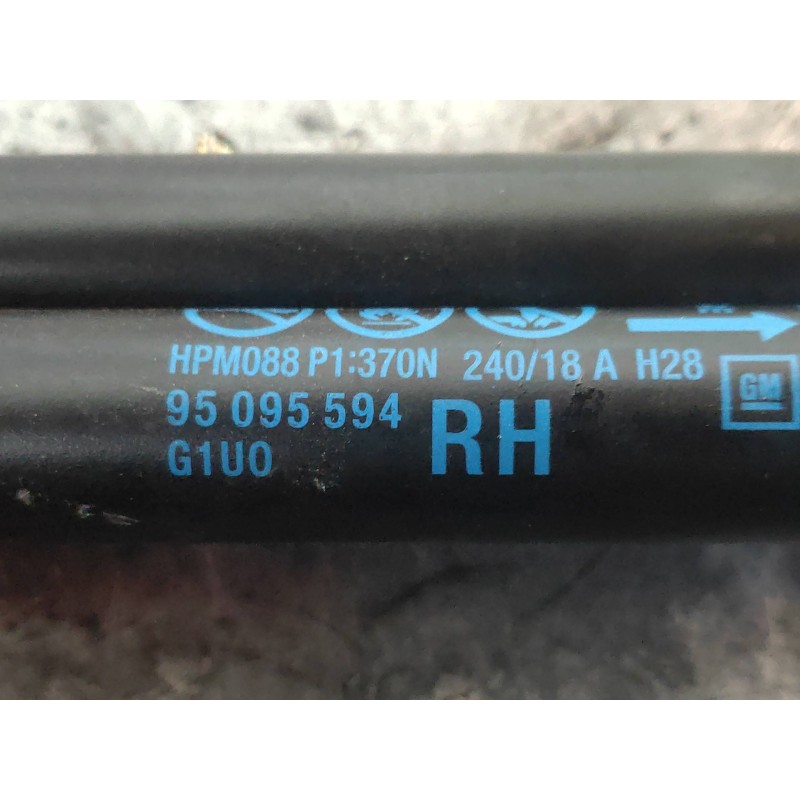 HPM088 P1:370N 240/18 A H28
95 095 594 RH
G1U0
GM